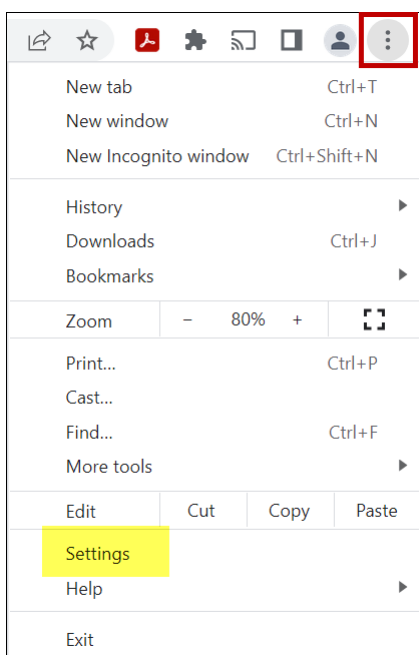 New tab Ctrl+T
New window Ctrl+N
New Incognito window Ctrl+Shift+N
History
Downloads Ctrl+J
Bookmarks
Zoom − 80% +
Print... Ctrl+P
Cast...
Find... Ctrl+F
More tools
Edit Cut Copy Paste
Settings
Help
Exit